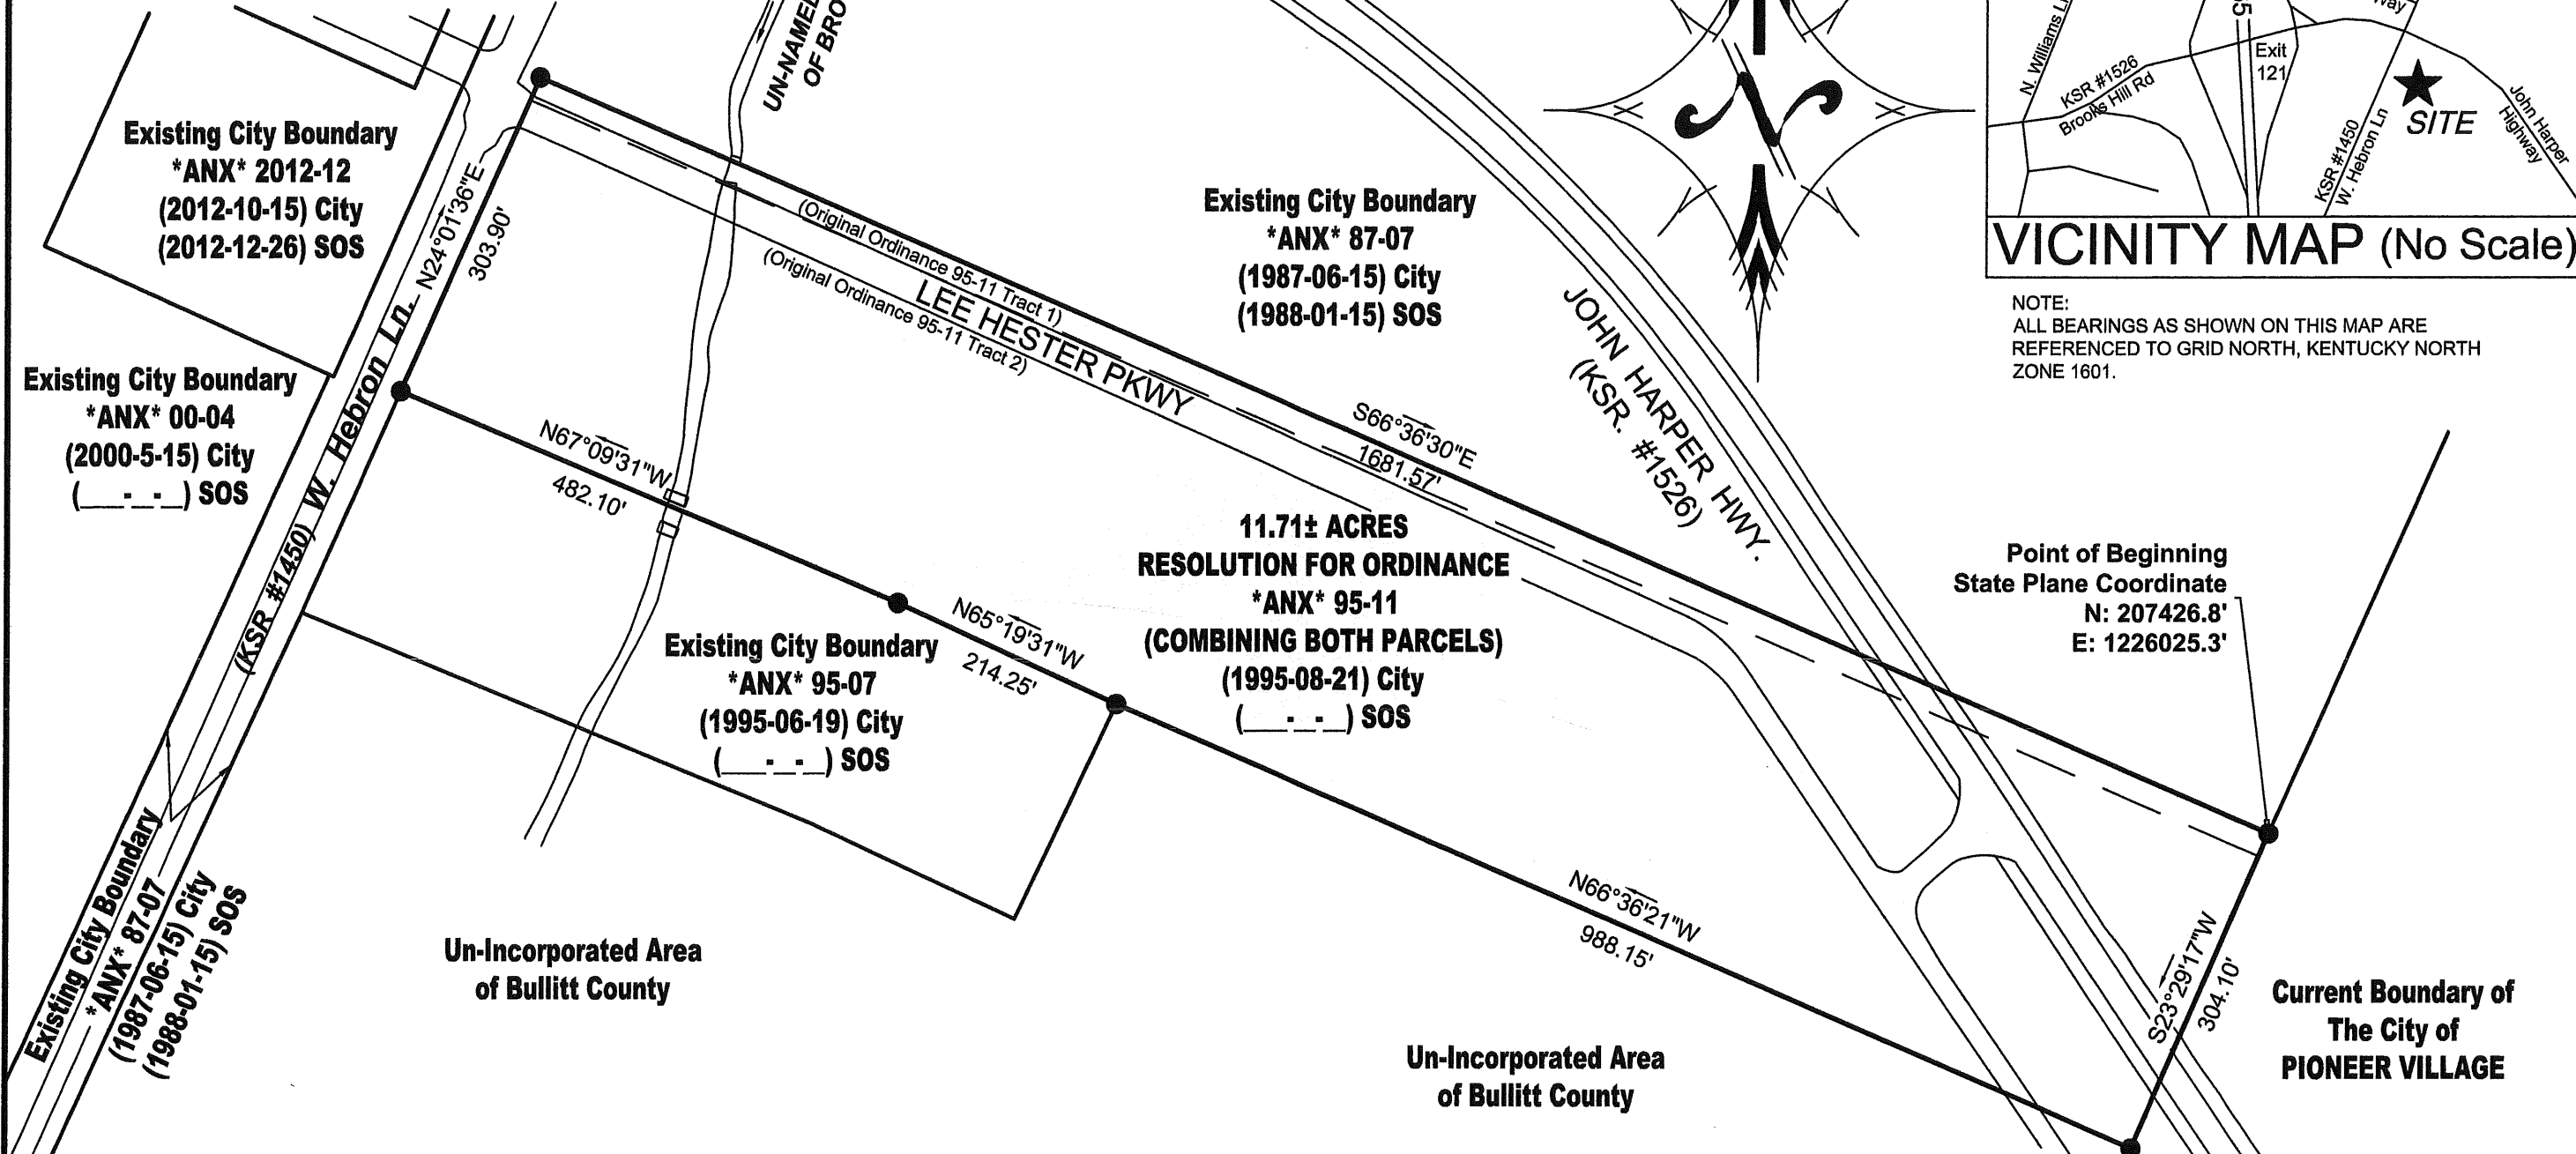 UN-NAMED
OF BRO
Existing City Boundary
*ANX* 2012-12
(2012-10-15) City
(2012-12-26) SOS
N24°01'36"E
303.90'
Existing City Boundary
*ANX* 00-04
(2000-5-15) City
(___-_-_) SOS
(KSR #1450) W. Hebron Ln.
Existing City Boundary
*ANX* 87-07
(1987-06-15) City
(1988-01-15) SOS
(Original Ordinance 95-11 Tract 1)
LEE HESTER PKWY
(Original Ordinance 95-11 Tract 2)
Existing City Boundary
*ANX* 87-07
(1987-06-15) City
(1988-01-15) SOS
S66°36'30"E
1681.57'
N67°09'31"W
482.10'
N65°19'31"W
214.25'
11.71± ACRES
RESOLUTION FOR ORDINANCE
*ANX* 95-11
(COMBINING BOTH PARCELS)
(1995-08-21) City
(___-_-_) SOS
Existing City Boundary
*ANX* 95-07
(1995-06-19) City
(___-_-_) SOS
Un-Incorporated Area
of Bullitt County
Un-Incorporated Area
of Bullitt County
N66°36'21"W
988.15'
JOHN HARPER HWY.
(KSR. #1526)
N
N. Williams L
KSR #1526
Brooks Hill Rd
Exit
121
way
KSR #1450
W. Hebron Ln
SITE
John Harper
Highway
VICINITY MAP (No Scale)
NOTE:
ALL BEARINGS AS SHOWN ON THIS MAP ARE
REFERENCED TO GRID NORTH, KENTUCKY NORTH
ZONE 1601.
Point of Beginning
State Plane Coordinate
N: 207426.8'
E: 1226025.3'
S23°29'17"W
304.10'
Current Boundary of
The City of
PIONEER VILLAGE